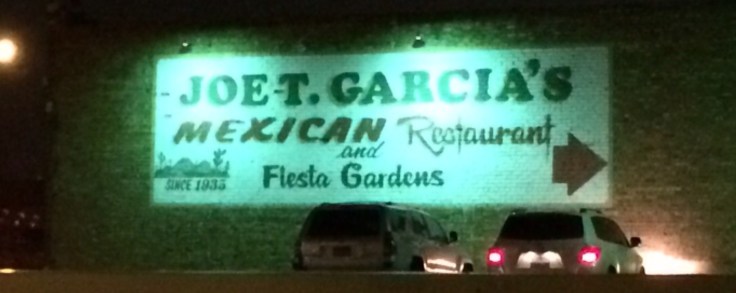 JOE T. GARCIA'S
MEXICAN Restaurant
and
Fiesta Gardens
SINCE 1935